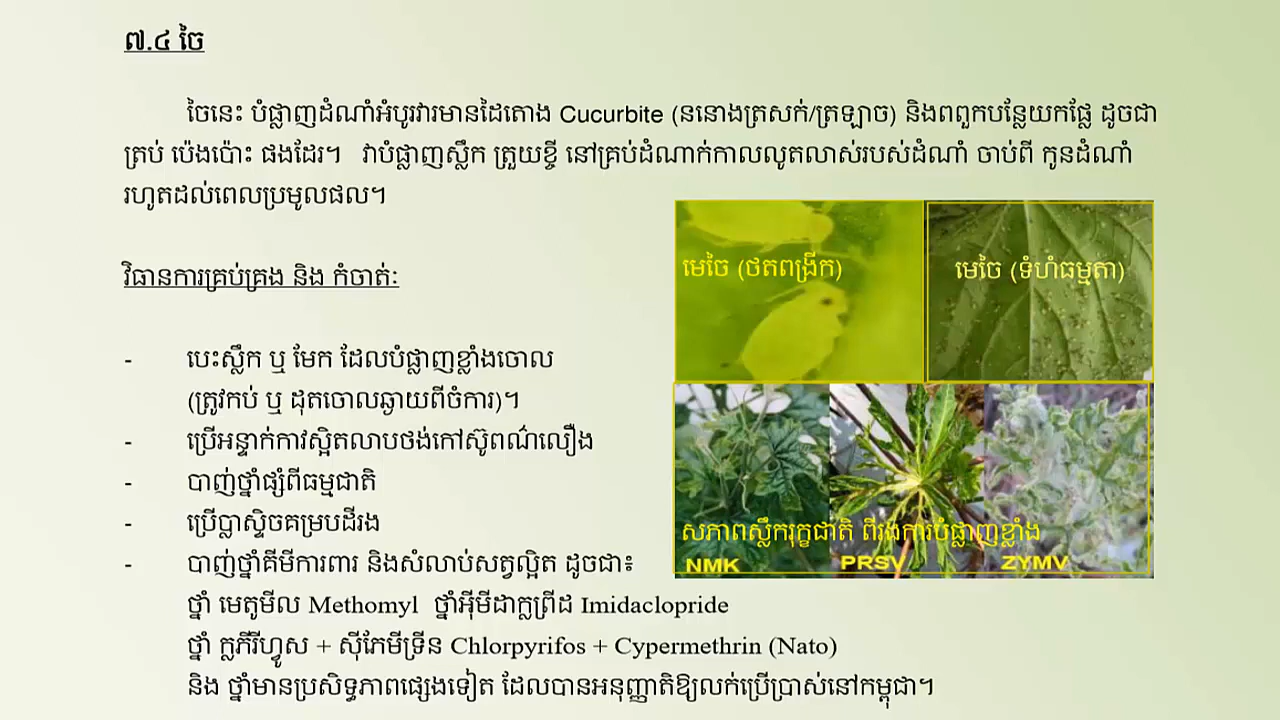 ៧.៤ ចៃ
ចៃនេះ បំផ្លាញដំណាំអំបូរវារមានដៃតោង Cucurbite (ននោងត្រសក់/ត្រឡាច) និងពពួកបន្លែយកផ្លែ ដូចជា
ត្រប់ ប៉េងប៉ោះ ផងដែរ។ វាបំផ្លាញស្លឹក ត្រួយខ្ចី នៅគ្រប់ដំណាក់កាលលូតលាស់របស់ដំណាំ ចាប់ពី កូនដំណាំ
រហូតដល់ពេលប្រមូលផល។
វិធានការគ្រប់គ្រង និង កំចាត់:
- បេះស្លឹក ឬ មែក ដែលបំផ្លាញខ្លាំងចោល
(ត្រូវកប់ ឬ ដុតចោលឆ្ងាយពីចំការ)។
- ប្រើអន្ទាក់កាវស្អិតលាបថង់កៅស៊ូពណ៌លឿង
- បាញ់ថ្នាំផ្សំពីធម្មជាតិ
- ប្រើប្លាស្ទិចគម្របដីរង
- បាញ់ថ្នាំគីមីការពារ និងសំលាប់សត្វល្អិត ដូចជា៖
ថ្នាំ មេតូមីល Methomyl ថ្នាំអ៊ីមីដាក្លព្រីដ Imidaclopride
ថ្នាំ ក្លភីរីហ្វូស + ស៊ីភែមីទ្រីន Chlorpyrifos + Cypermethrin (Nato)
និង ថ្នាំមានប្រសិទ្ធភាពផ្សេងទៀត ដែលបានអនុញ្ញាតិឱ្យលក់ប្រើប្រាស់នៅកម្ពុជា។
មេចៃ (ថតពង្រីក)
មេចៃ (ទំហំធម្មតា)
សភាពស្លឹករុក្ខជាតិ ពីរងការបំផ្លាញខ្លាំង
NMK PRSV ZYMV